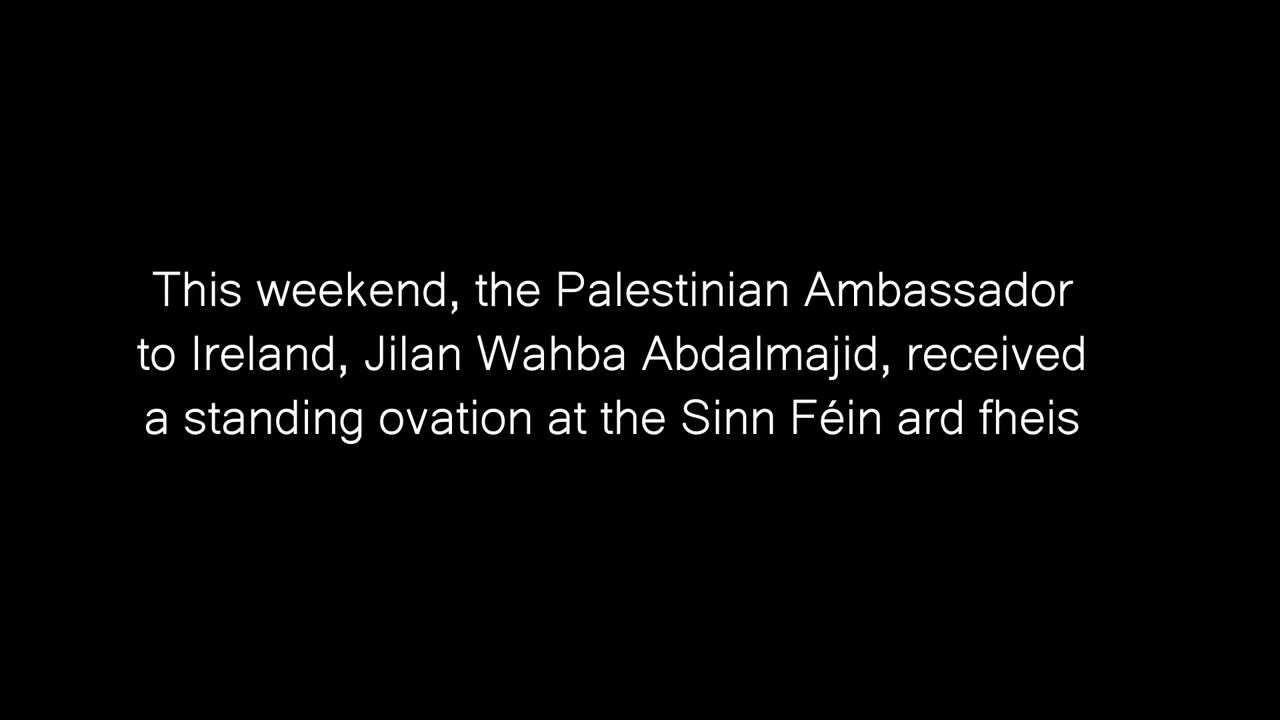 This weekend, the Palestinian Ambassador
to Ireland, Jilan Wahba Abdalmajid, received
a standing ovation at the Sinn Féin ard fheis